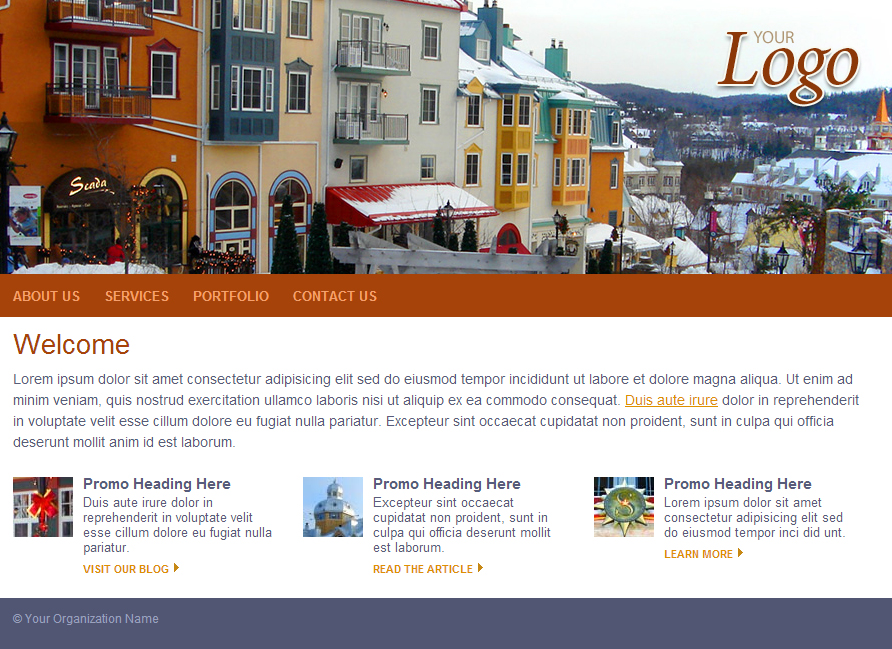 YOUR
Logo
Scada
ABOUT US SERVICES PORTFOLIO CONTACT US
Welcome
Lorem ipsum dolor sit amet consectetur adipisicing elit sed do eiusmod tempor incididunt ut labore et dolore magna aliqua. Ut enim ad
minim veniam, quis nostrud exercitation ullamco laboris nisi ut aliquip ex ea commodo consequat. Duis aute irure dolor in reprehenderit
in voluptate velit esse cillum dolore eu fugiat nulla pariatur. Excepteur sint occaecat cupidatat non proident, sunt in culpa qui officia
deserunt mollit anim id est laborum.
Promo Heading Here
Duis aute irure dolor in
reprehenderit in voluptate velit
esse cillum dolore eu fugiat nulla
pariatur.
VISIT OUR BLOG
Promo Heading Here
Excepteur sint occaecat
cupidatat non proident, sunt in
culpa qui officia deserunt mollit
est laborum.
READ THE ARTICLE
S
Promo Heading Here
Lorem ipsum dolor sit amet
consectetur adipisicing elit sed
do eiusmod tempor inci did unt.
LEARN MORE
© Your Organization Name